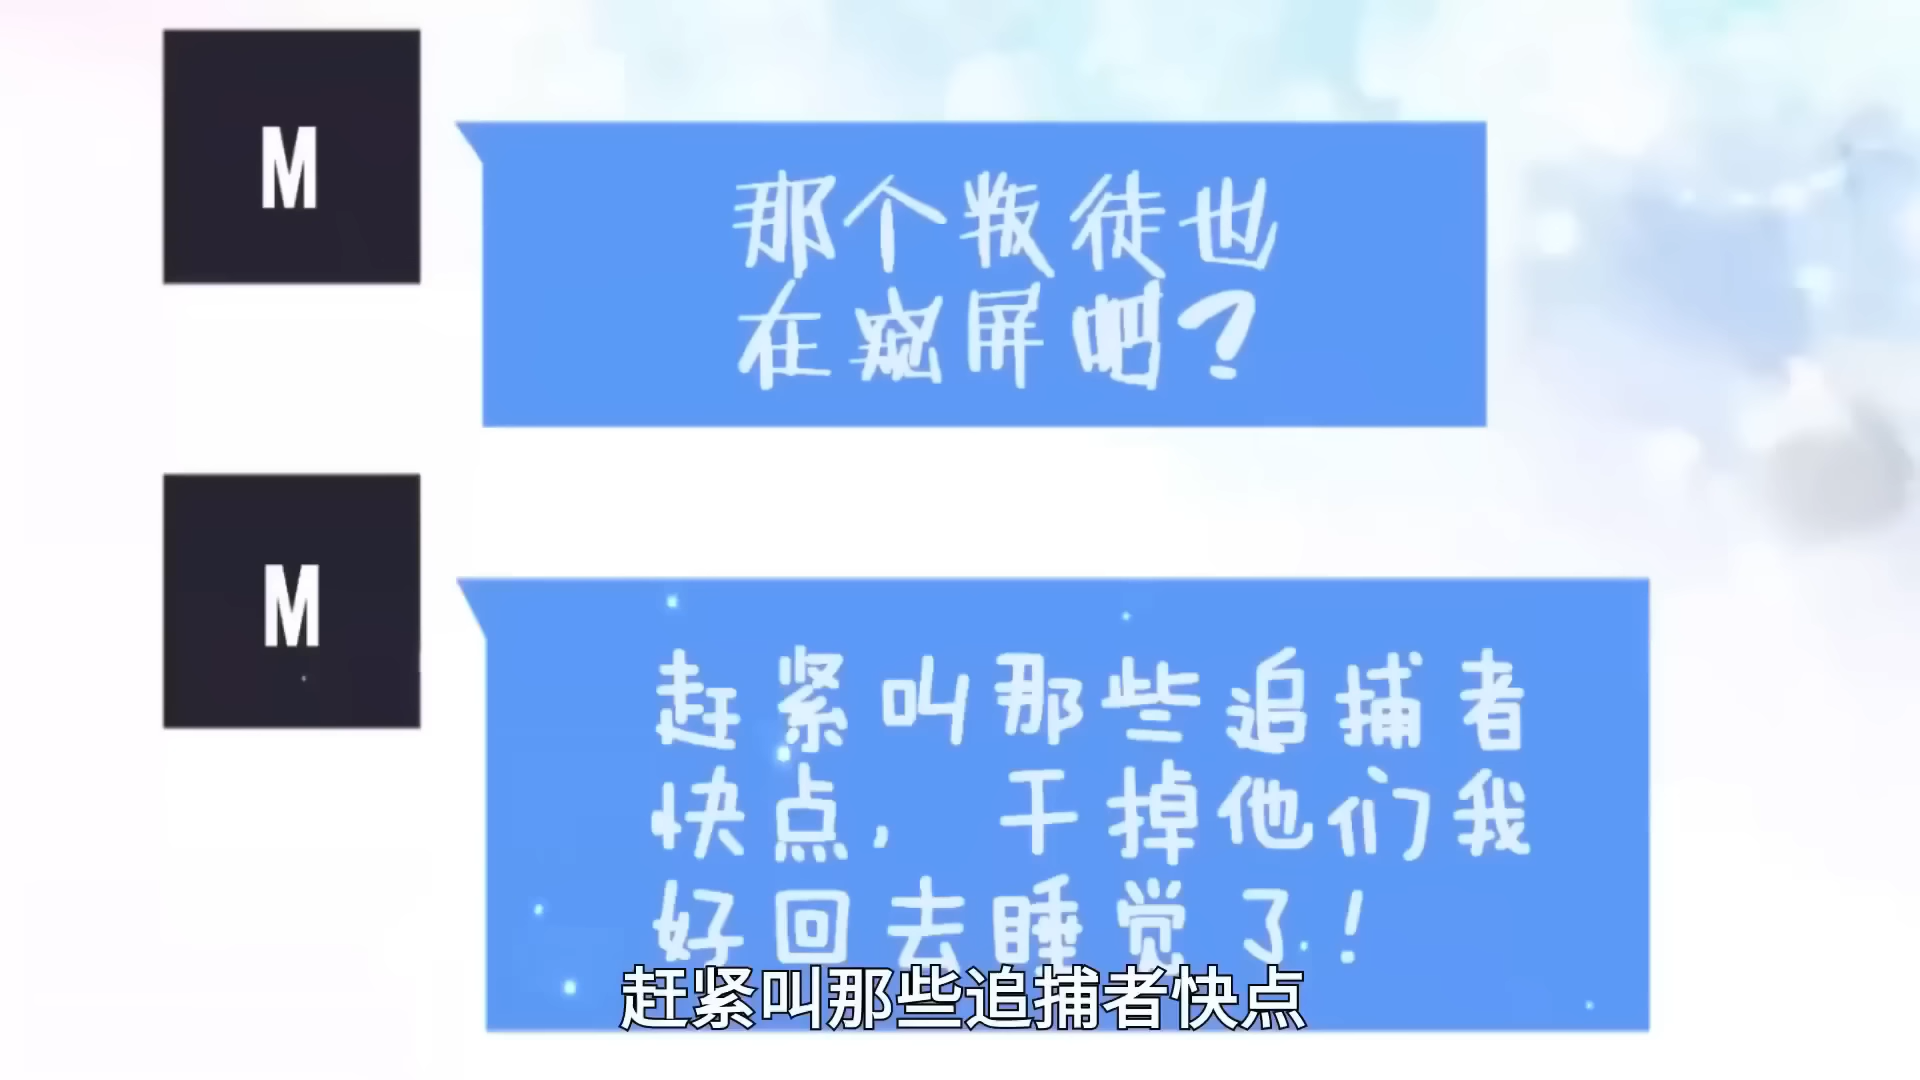 M
那个叛徒也
在窥屏吧?
M
赶紧叫那些追捕者
快点，干掉他们我
好回去睡觉了!
赶紧叫那些追捕者快点